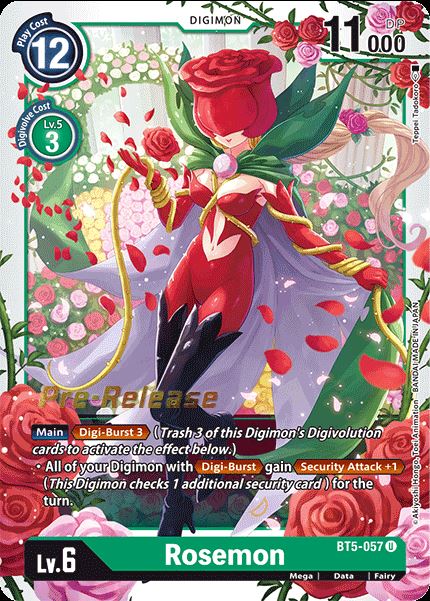 DIGIMON
Play Cost
12
11000
DP
Digivolve Cost
Lv.5
3
Teppei Tadokoro
Pre-Release
Main Digi-Burst 3 (Trash 3 of this Digimon's Digivolution
cards to activate the effect below.)
• All of your Digimon with Digi-Burst gain Security Attack +1
(This Digimon checks 1 additional security card) for the
turn.
© Akiyoshi Hongo, Toei Animation BANDAI MADE IN JAPAN
BT5-057 U
Lv.6
Rosemon
Mega | Data | Fairy